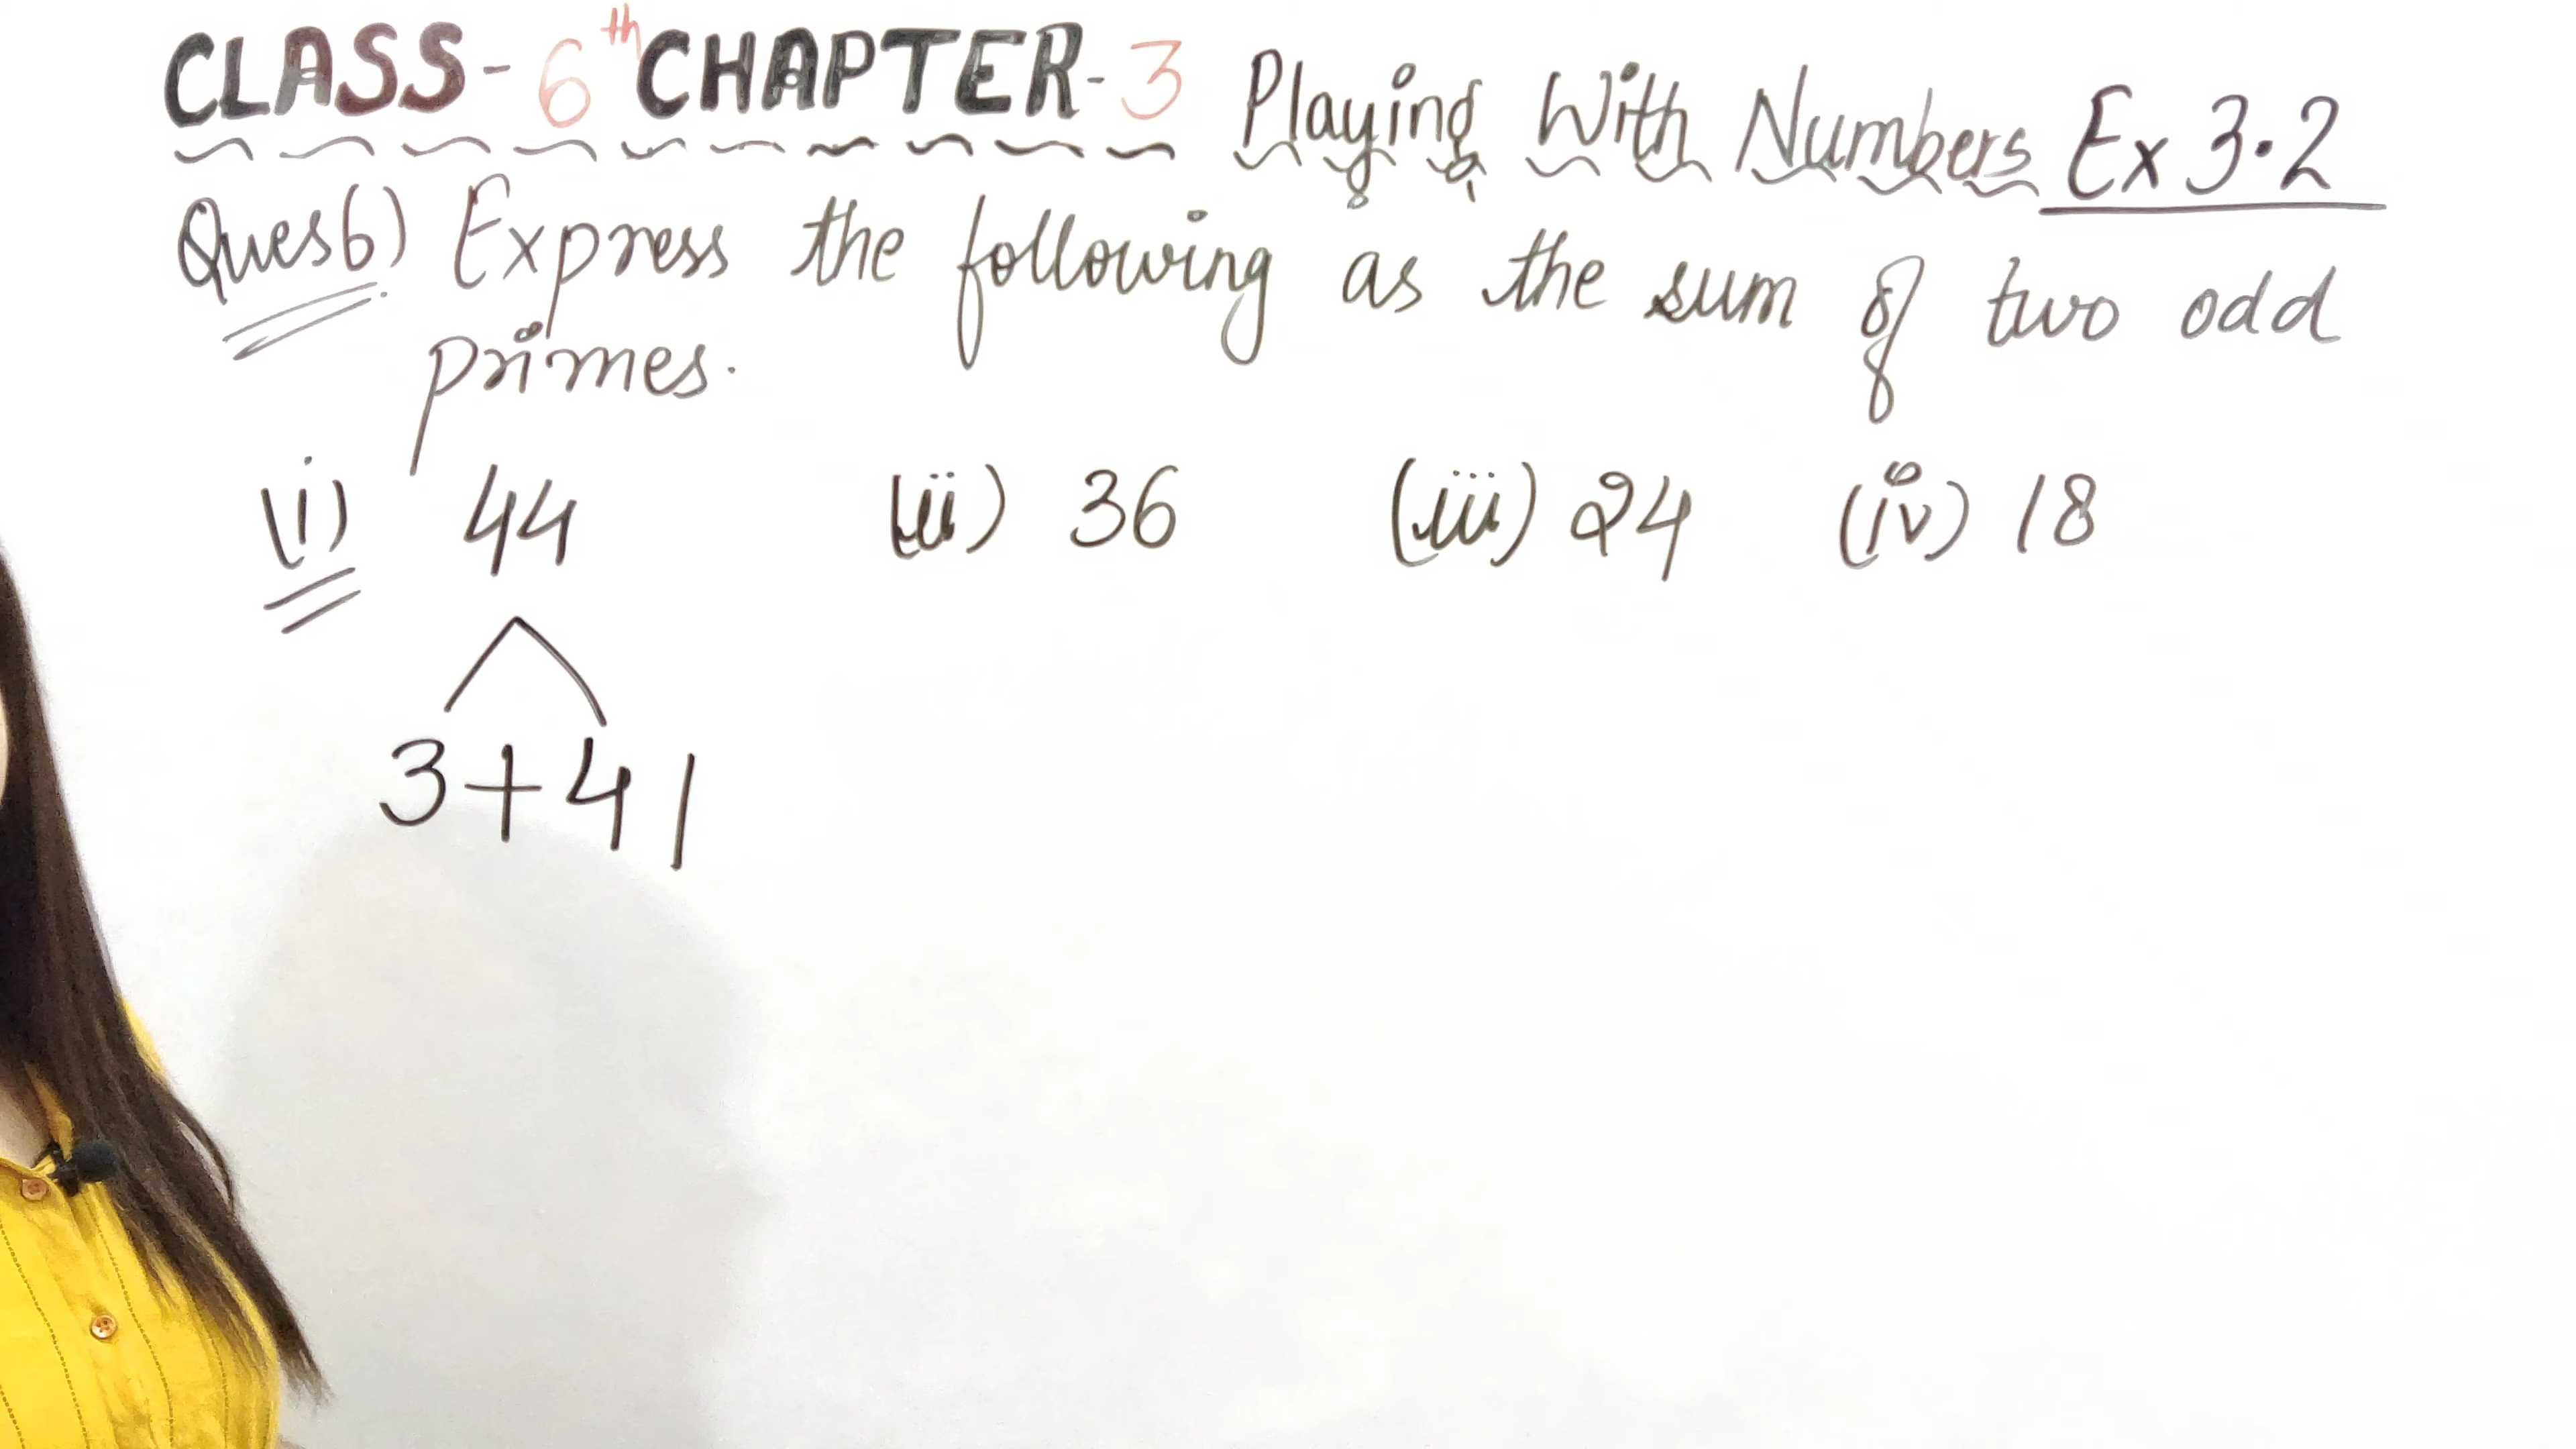 CLASS-6th CHAPTER-3 Playing With Numbers Ex 3.2
Ques6) Express the following as the sum of two odd
primes.
(i) 44 (ii) 36 (iii) 24 (iv) 18
3+41